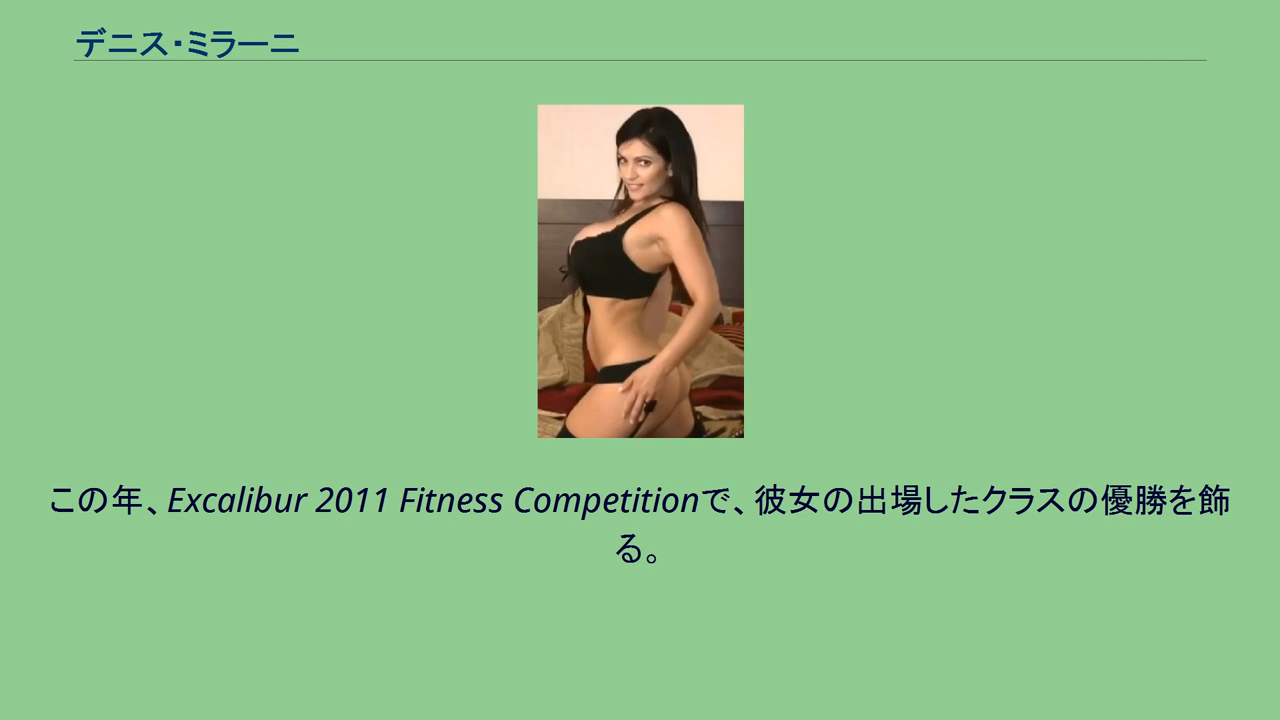 デニス・ミラーニ
この年、Excalibur 2011 Fitness Competitionで、彼女の出場したクラスの優勝を飾
る。